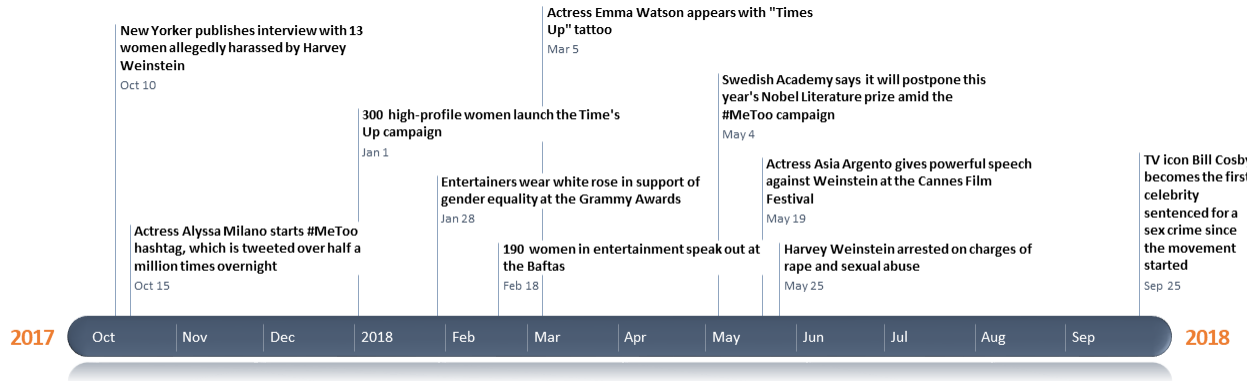 New Yorker publishes interview with 13
women allegedly harassed by Harvey
Weinstein
Oct 10
Actress Alyssa Milano starts #MeToo
hashtag, which is tweeted over half a
million times overnight
Oct 15
300 high-profile women launch the Time's
Up campaign
Jan 1
Entertainers wear white rose in support of
gender equality at the Grammy Awards
Jan 28
190 women in entertainment speak out at
the Baftas
Feb 18
Actress Emma Watson appears with "Times
Up" tattoo
Mar 5
Swedish Academy says it will postpone this
year's Nobel Literature prize amid the
#MeToo campaign
May 4
Actress Asia Argento gives powerful speech
against Weinstein at the Cannes Film
Festival
May 19
Harvey Weinstein arrested on charges of
rape and sexual abuse
May 25
TV icon Bill Cosby
becomes the first
celebrity
sentenced for a
sex crime since
the movement
started
Sep 25
2017 Oct Nov Dec 2018 Feb Mar Apr May Jun Jul Aug Sep 2018